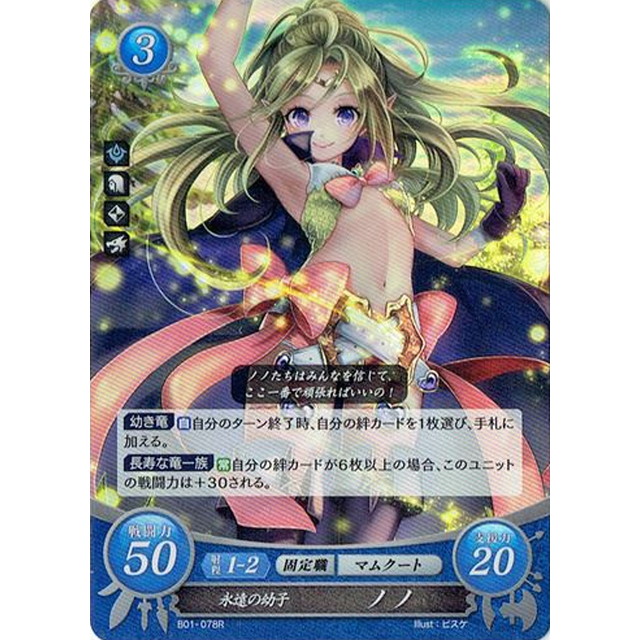 3
ノノたちはみんなを信じて、
ここ一番で頑張ればいいの!
幼き竜 自 自分のターン終了時、自分の絆カードを1枚選び、手札に
加える。
長寿な竜一族 常 自分の絆カードが6枚以上の場合、このユニット
の戦闘力は+30される。
戦闘力 50 射程 1-2 固定職 マムクート 支援力 20
永遠の幼子 ノノ
B01-078R Illust:ピスケ